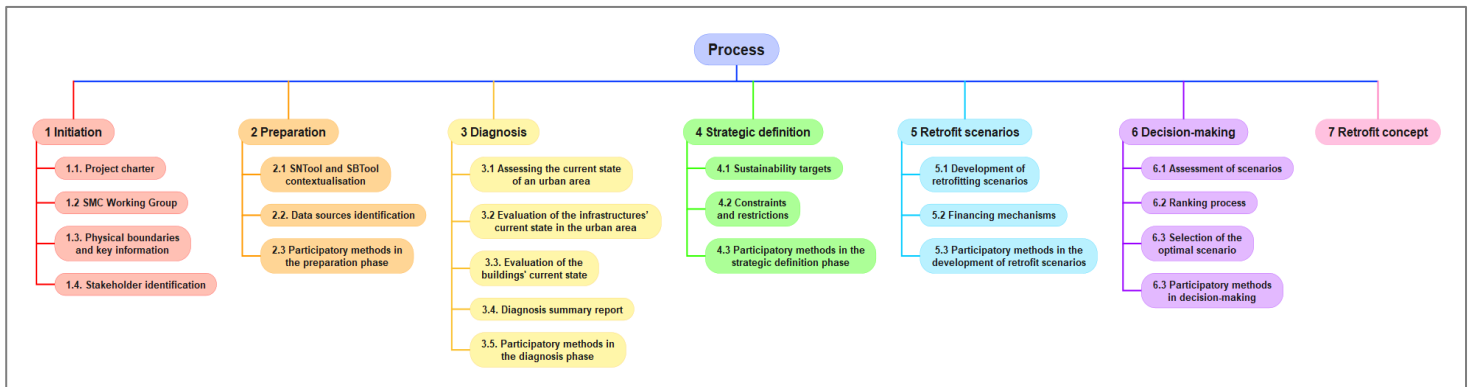 Process
1 Initiation
1.1. Project charter
1.2 SMC Working Group
1.3. Physical boundaries
and key information
1.4. Stakeholder identification
2 Preparation
2.1 SNTool and SBTool
contextualisation
2.2. Data sources identification
2.3 Participatory methods in
the preparation phase
3 Diagnosis
3.1 Assessing the current state
of an urban area
3.2 Evaluation of the infrastructures'
current state in the urban area
3.3. Evaluation of the
buildings' current state
3.4. Diagnosis summary report
3.5. Participatory methods in
the diagnosis phase
4 Strategic definition
4.1 Sustainability targets
4.2 Constraints
and restrictions
4.3 Participatory methods in the
strategic definition phase
5 Retrofit scenarios
5.1 Development of
retrofitting scenarios
5.2 Financing mechanisms
5.3 Participatory methods in the
development of retrofit scenarios
6 Decision-making
6.1 Assessment of scenarios
6.2 Ranking process
6.3 Selection of the
optimal scenario
6.3 Participatory methods
in decision-making
7 Retrofit concept